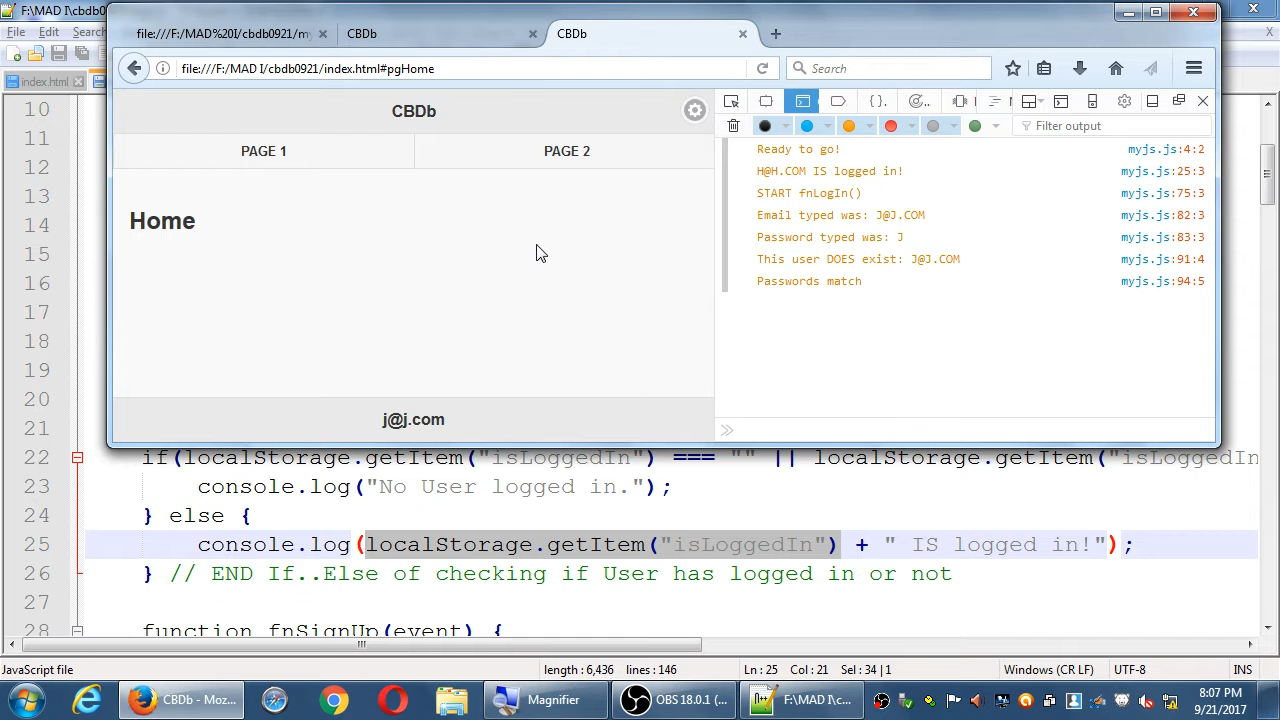 F:\MAD I\cbdb0921\
File Edit Search
index.html
file:///F:/MAD%20I/cbdb0921/my
CBDb
CBDb
file:///F:/MAD I/cbdb0921/index.html#pgHome
Search
CBDb
PAGE 1
PAGE 2
Home
j@j.com
Filter output
Ready to go! myjs.js:4:2
H@H.COM IS logged in! myjs.js:25:3
START fnLogIn() myjs.js:75:3
Email typed was: J@J.COM myjs.js:82:3
Password typed was: J myjs.js:83:3
This user DOES exist: J@J.COM myjs.js:91:4
Passwords match myjs.js:94:5
10
11
12
13
14
15
16
17
18
19
20
21
22 if(localStorage.getItem("isLoggedIn") === "" || localStorage.getItem("isLoggedIn
23 console.log("No User logged in.");
24 } else {
25 console.log(localStorage.getItem("isLoggedIn") + " IS logged in!");
26 } // END If..Else of checking if User has logged in or not
27
28 function fnSignUp(event) {
JavaScript file
length : 6,436 lines : 146
Ln : 25 Col : 21 Sel : 34 | 1
Windows (CR LF)
UTF-8
INS
CBDb - Moz...
Magnifier
OBS 18.0.1 (...
F:\MAD I\c...
8:07 PM
9/21/2017